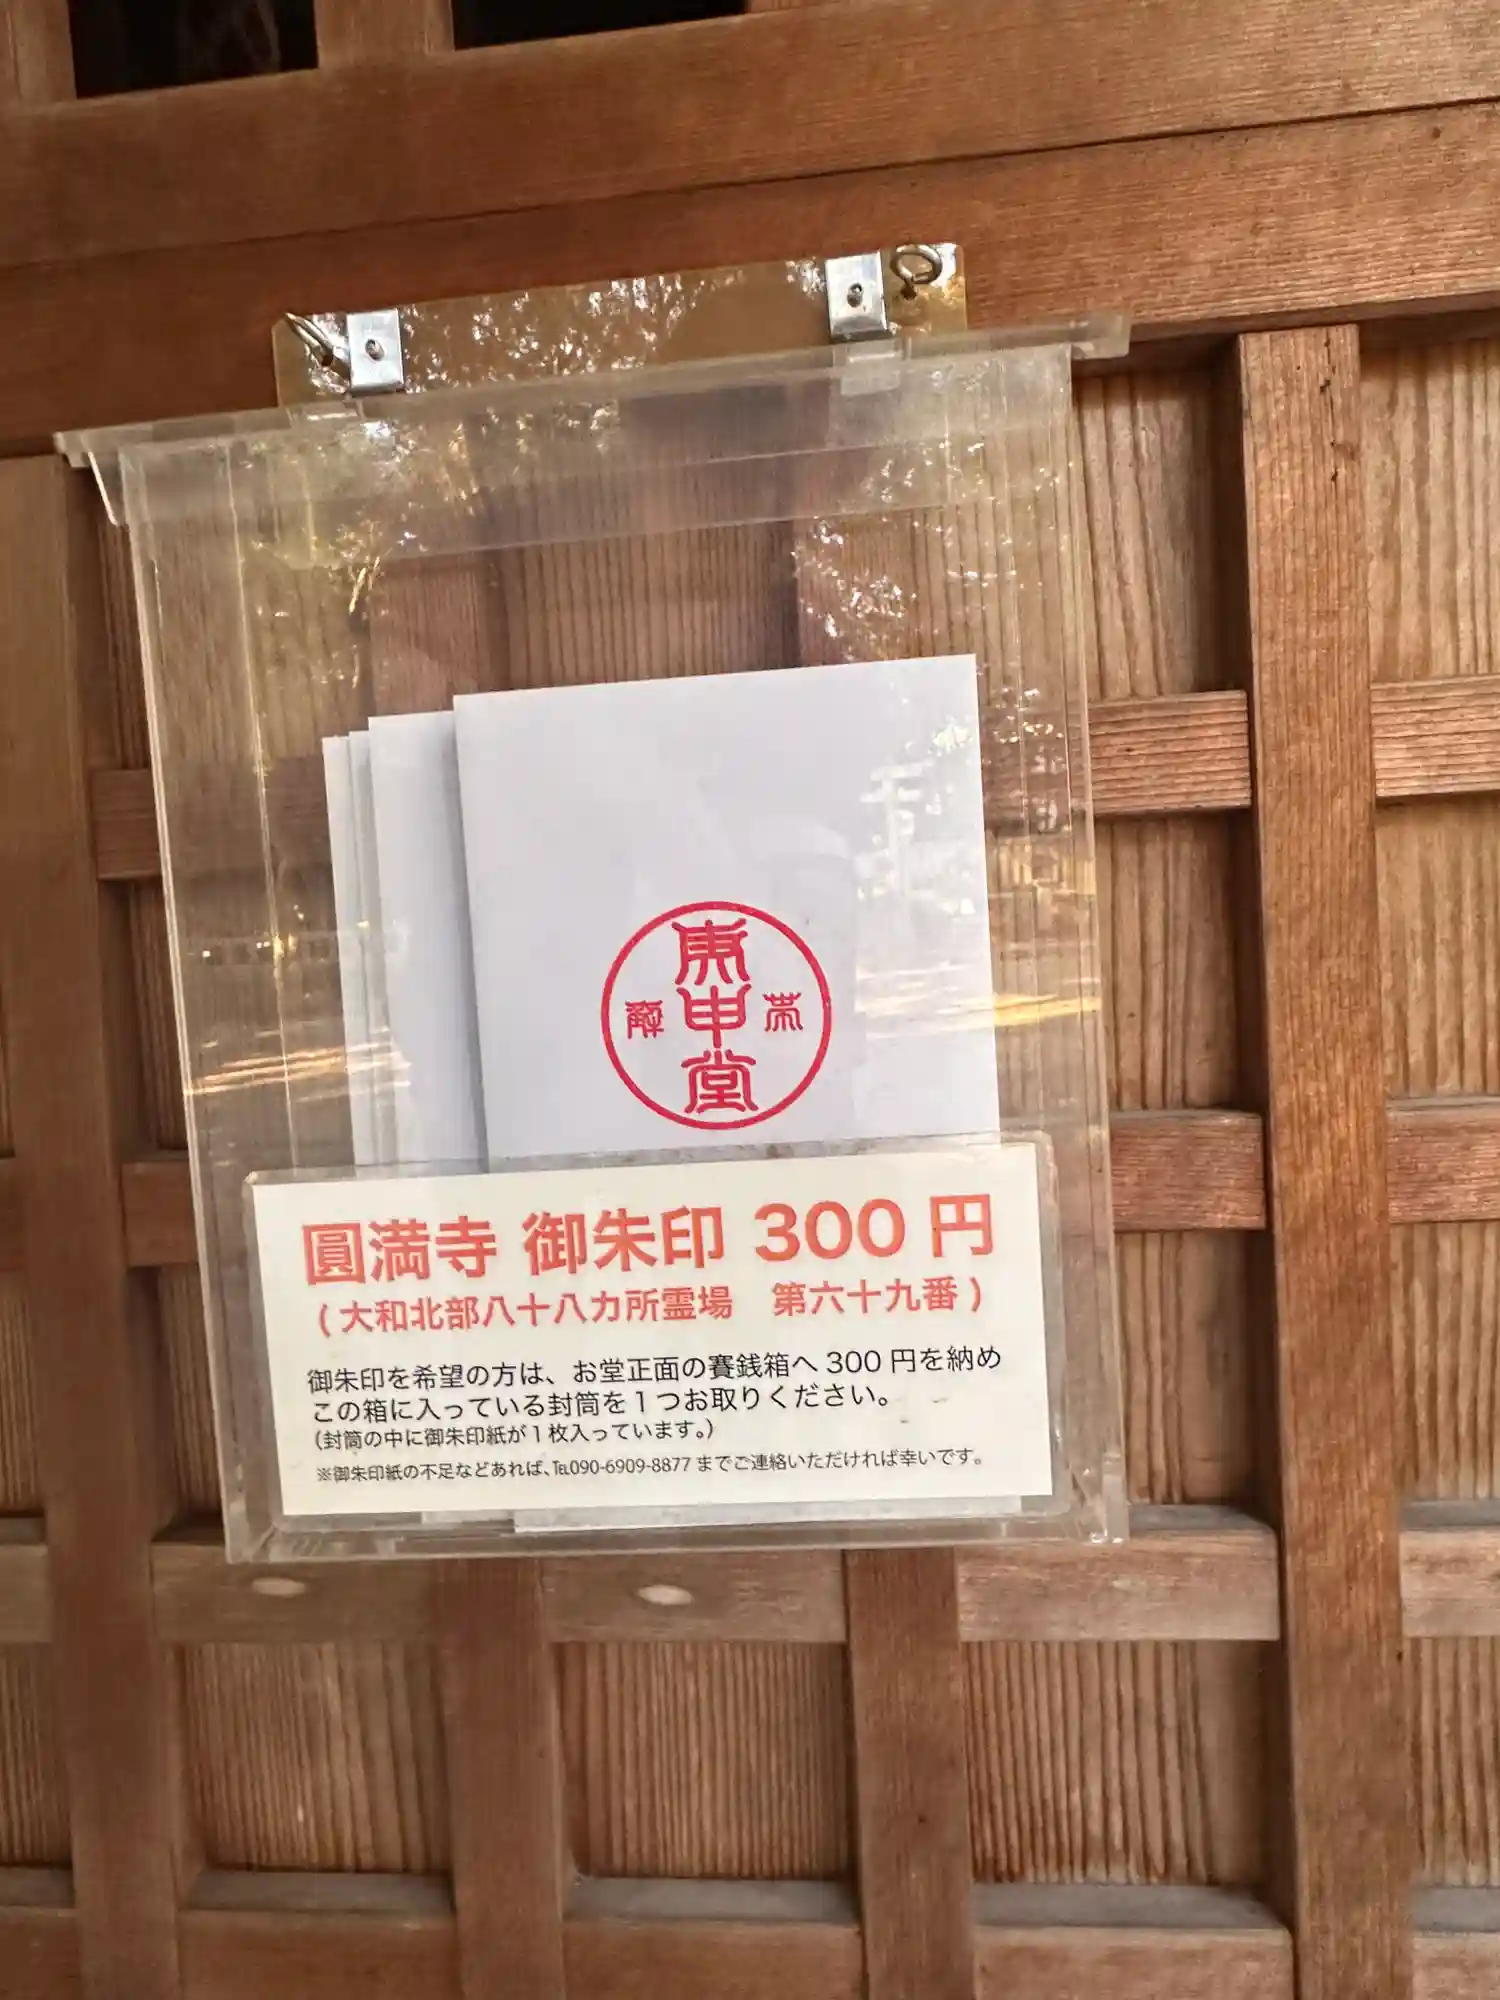 庚申堂
帯解
圓満寺 御朱印 300 円
(大和北部八十八カ所霊場　第六十九番)
御朱印を希望の方は、お堂正面の賽銭箱へ 300 円を納め
この箱に入っている封筒を１つお取りください。
(封筒の中に御朱印紙が１枚入っています。)
※御朱印紙の不足などあれば、℡090-6909-8877 までご連絡いただければ幸いです。